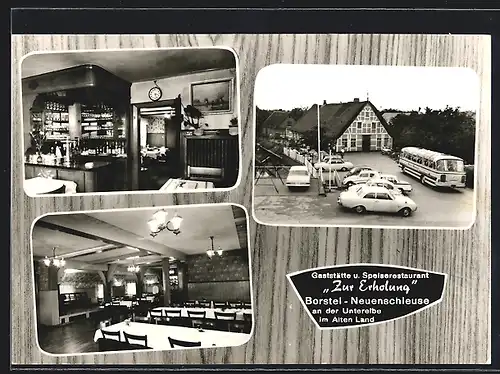 Gaststätte u. Speiserestaurant
„Zur Erholung"
Borstel - Neuenschleuse
an der Unterelbe
im Alten Land